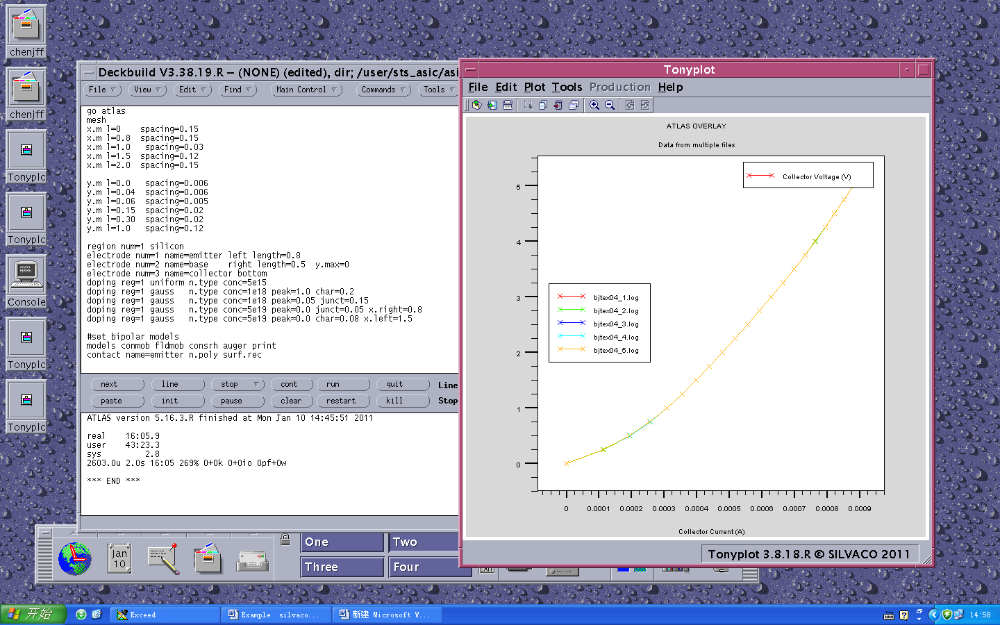 chenjff
chenjff
Tonyplc
Tonyplc
Console
Tonyplc
Tonyplc
Deckbuild V3.38.19.R – (NONE) (edited), dir; /user/sts_asic/asi
File View Edit Find Main Control Commands Tools
go atlas
mesh
x.m l=0 spacing=0.15
x.m l=0.8 spacing=0.15
x.m l=1.0 spacing=0.03
x.m l=1.5 spacing=0.12
x.m l=2.0 spacing=0.15
y.m l=0.0 spacing=0.006
y.m l=0.04 spacing=0.006
y.m l=0.06 spacing=0.005
y.m l=0.15 spacing=0.02
y.m l=0.30 spacing=0.02
y.m l=1.0 spacing=0.12
region num=1 silicon
electrode num=1 name=emitter left length=0.8
electrode num=2 name=base right length=0.5 y.max=0
electrode num=3 name=collector bottom
doping reg=1 uniform n.type conc=5e15
doping reg=1 gauss n.type conc=1e18 peak=1.0 char=0.2
doping reg=1 gauss n.type conc=1e18 peak=0.05 junct=0.15
doping reg=1 gauss n.type conc=5e19 peak=0.0 junct=0.05 x.right=0.8
doping reg=1 gauss n.type conc=5e19 peak=0.0 char=0.08 x.left=1.5
#set bipolar models
models conmob fldmob consrh auger print
contact name=emitter n.poly surf.rec
next line stop cont run quit Line
paste init pause clear restart kill Stop
ATLAS version 5.16.3.R finished at Mon Jan 10 14:45:51 2011
real 16:05.9
user 43:23.3
sys 2.8
2603.0u 2.0s 16:05 269% 0+0k 0+0io 0pf+0w
*** END ***
Tonyplot
File Edit Plot Tools Production Help
ATLAS OVERLAY
Data from multiple files
Collector Voltage (V)
bjtex04_1.log
bjtex04_2.log
bjtex04_3.log
bjtex04_4.log
bjtex04_5.log
5
4
3
2
1
0
0 0.0001 0.0002 0.0003 0.0004 0.0005 0.0006 0.0007 0.0008 0.0009
Collector Current (A)
Tonyplot 3.8.18.R © SILVACO 2011
Jan
10
One Two
Three Four
EXIT
开始 Exceed Example silvaco... 新建 Microsoft W... 14:58